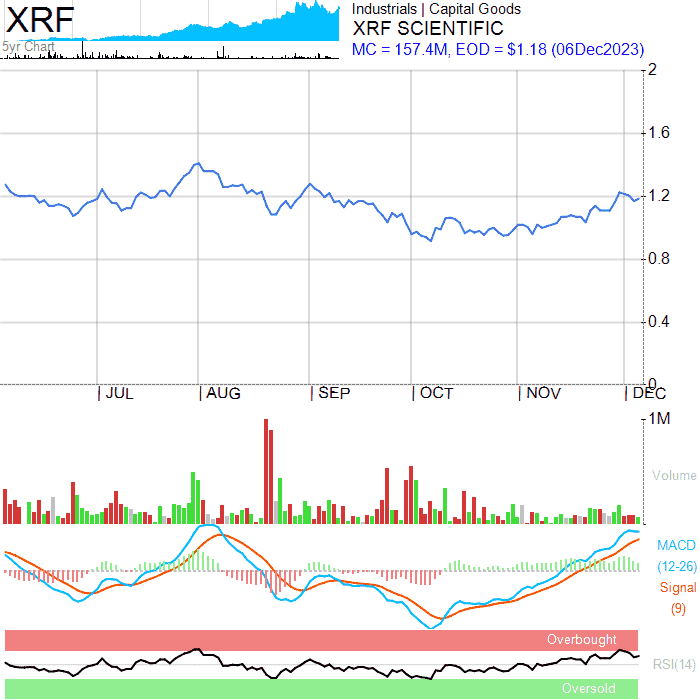 XRF
5yr Chart
Industrials | Capital Goods
XRF SCIENTIFIC
MC = 157.4M, EOD = $1.18 (06Dec2023)
2
1.6
1.2
0.8
0.4
0
| JUL | AUG | SEP | OCT | NOV | DEC
1M
Volume
MACD
(12-26)
Signal
(9)
Overbought
RSI(14)
Oversold